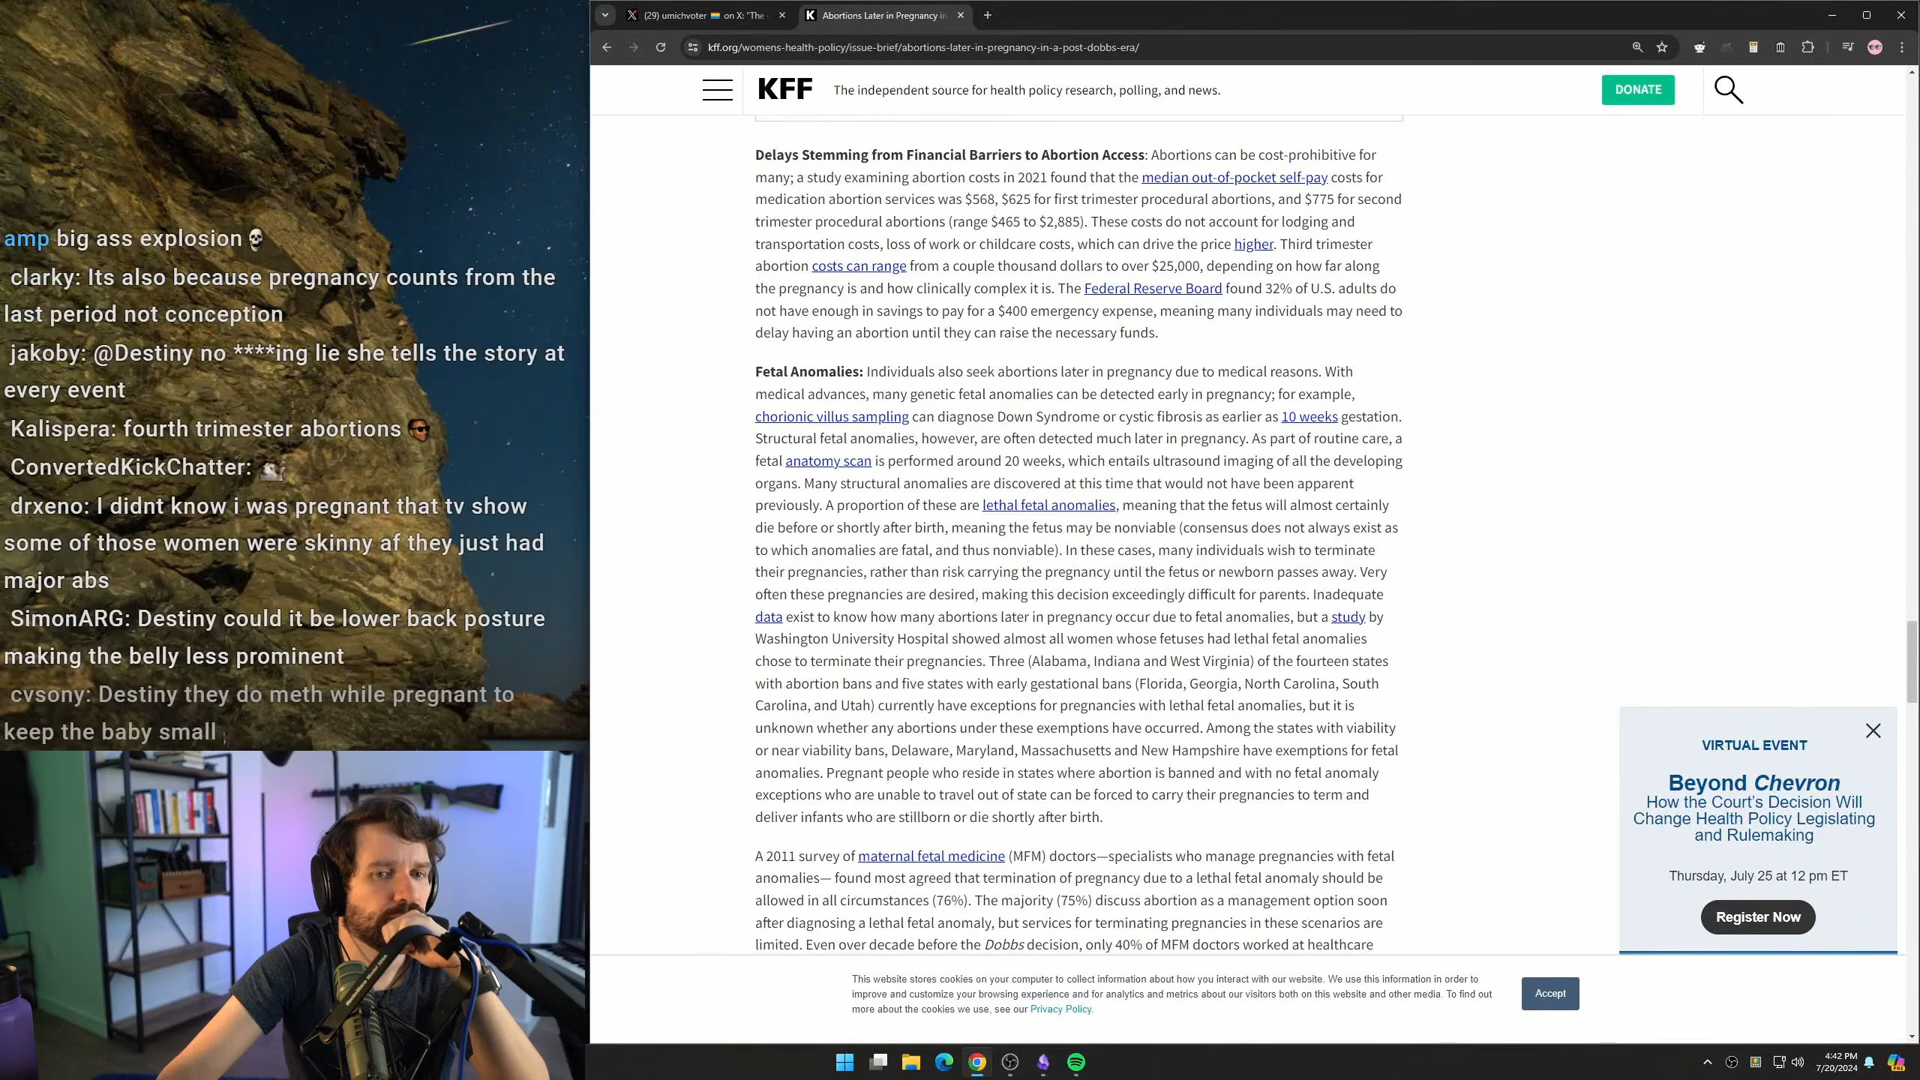 (29) umichvoter on X: "The
Abortions Later in Pregnancy in
kff.org/womens-health-policy/issue-brief/abortions-later-in-pregnancy-in-a-post-dobbs-era/
KFF
The independent source for health policy research, polling, and news.
DONATE
amp big ass explosion
clarky: Its also because pregnancy counts from the
last period not conception
jakoby: @Destiny no ****ing lie she tells the story at
every event
Kalispera: fourth trimester abortions
ConvertedKickChatter:
drxeno: I didnt know i was pregnant that tv show
some of those women were skinny af they just had
major abs
SimonARG: Destiny could it be lower back posture
making the belly less prominent
cvsony: Destiny they do meth while pregnant to
keep the baby small
Delays Stemming from Financial Barriers to Abortion Access: Abortions can be cost-prohibitive for
many; a study examining abortion costs in 2021 found that the median out-of-pocket self-pay costs for
medication abortion services was $568, $625 for first trimester procedural abortions, and $775 for second
trimester procedural abortions (range $465 to $2,885). These costs do not account for lodging and
transportation costs, loss of work or childcare costs, which can drive the price higher. Third trimester
abortion costs can range from a couple thousand dollars to over $25,000, depending on how far along
the pregnancy is and how clinically complex it is. The Federal Reserve Board found 32% of U.S. adults do
not have enough in savings to pay for a $400 emergency expense, meaning many individuals may need to
delay having an abortion until they can raise the necessary funds.
Fetal Anomalies: Individuals also seek abortions later in pregnancy due to medical reasons. With
medical advances, many genetic fetal anomalies can be detected early in pregnancy; for example,
chorionic villus sampling can diagnose Down Syndrome or cystic fibrosis as earlier as 10 weeks gestation.
Structural fetal anomalies, however, are often detected much later in pregnancy. As part of routine care, a
fetal anatomy scan is performed around 20 weeks, which entails ultrasound imaging of all the developing
organs. Many structural anomalies are discovered at this time that would not have been apparent
previously. A proportion of these are lethal fetal anomalies, meaning that the fetus will almost certainly
die before or shortly after birth, meaning the fetus may be nonviable (consensus does not always exist as
to which anomalies are fatal, and thus nonviable). In these cases, many individuals wish to terminate
their pregnancies, rather than risk carrying the pregnancy until the fetus or newborn passes away. Very
often these pregnancies are desired, making this decision exceedingly difficult for parents. Inadequate
data exist to know how many abortions later in pregnancy occur due to fetal anomalies, but a study by
Washington University Hospital showed almost all women whose fetuses had lethal fetal anomalies
chose to terminate their pregnancies. Three (Alabama, Indiana and West Virginia) of the fourteen states
with abortion bans and five states with early gestational bans (Florida, Georgia, North Carolina, South
Carolina, and Utah) currently have exceptions for pregnancies with lethal fetal anomalies, but it is
unknown whether any abortions under these exemptions have occurred. Among the states with viability
or near viability bans, Delaware, Maryland, Massachusetts and New Hampshire have exemptions for fetal
anomalies. Pregnant people who reside in states where abortion is banned and with no fetal anomaly
exceptions who are unable to travel out of state can be forced to carry their pregnancies to term and
deliver infants who are stillborn or die shortly after birth.
A 2011 survey of maternal fetal medicine (MFM) doctors—specialists who manage pregnancies with fetal
anomalies— found most agreed that termination of pregnancy due to a lethal fetal anomaly should be
allowed in all circumstances (76%). The majority (75%) discuss abortion as a management option soon
after diagnosing a lethal fetal anomaly, but services for terminating pregnancies in these scenarios are
limited. Even over decade before the Dobbs decision, only 40% of MFM doctors worked at healthcare
VIRTUAL EVENT
Beyond Chevron
How the Court's Decision Will
Change Health Policy Legislating
and Rulemaking
Thursday, July 25 at 12 pm ET
Register Now
This website stores cookies on your computer to collect information about how you interact with our website. We use this information in order to
improve and customize your browsing experience and for analytics and metrics about our visitors both on this website and other media. To find out
more about the cookies we use, see our Privacy Policy.
Accept
4:42 PM
7/20/2024